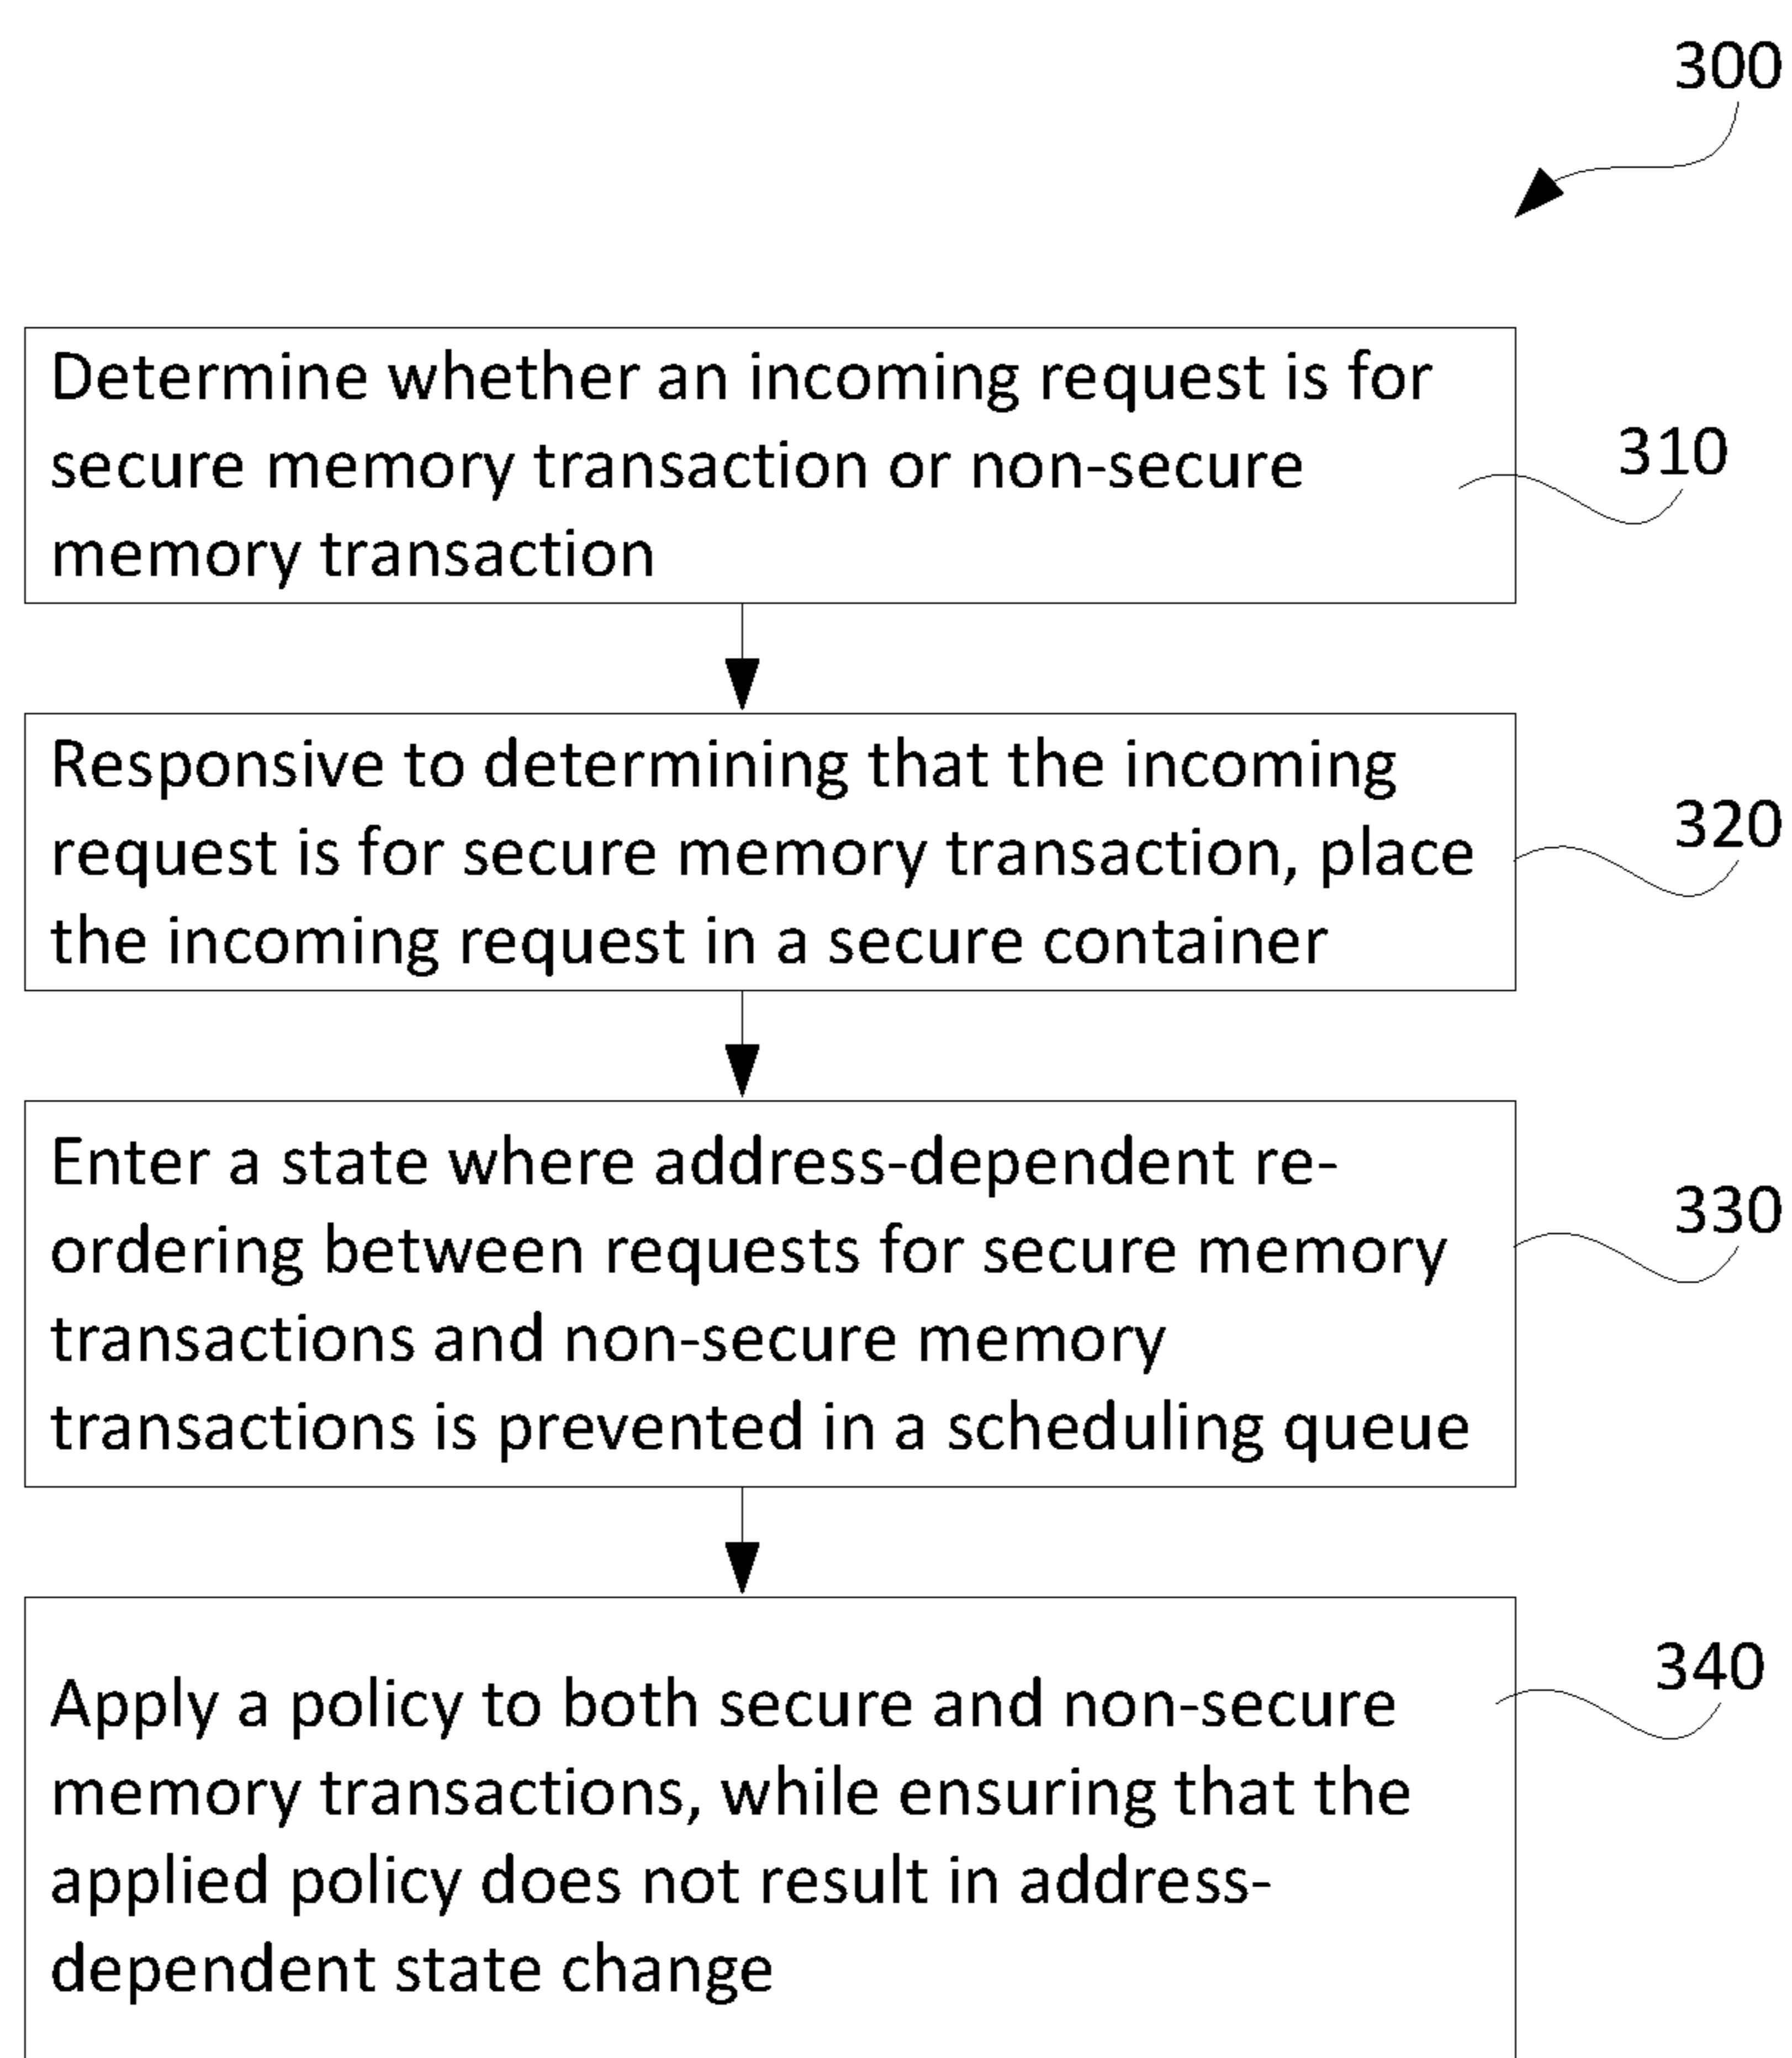 300
Determine whether an incoming request is for
secure memory transaction or non-secure
memory transaction
310
Responsive to determining that the incoming
request is for secure memory transaction, place
the incoming request in a secure container
320
Enter a state where address-dependent re-
ordering between requests for secure memory
transactions and non-secure memory
transactions is prevented in a scheduling queue
330
Apply a policy to both secure and non-secure
memory transactions, while ensuring that the
applied policy does not result in address-
dependent state change
340